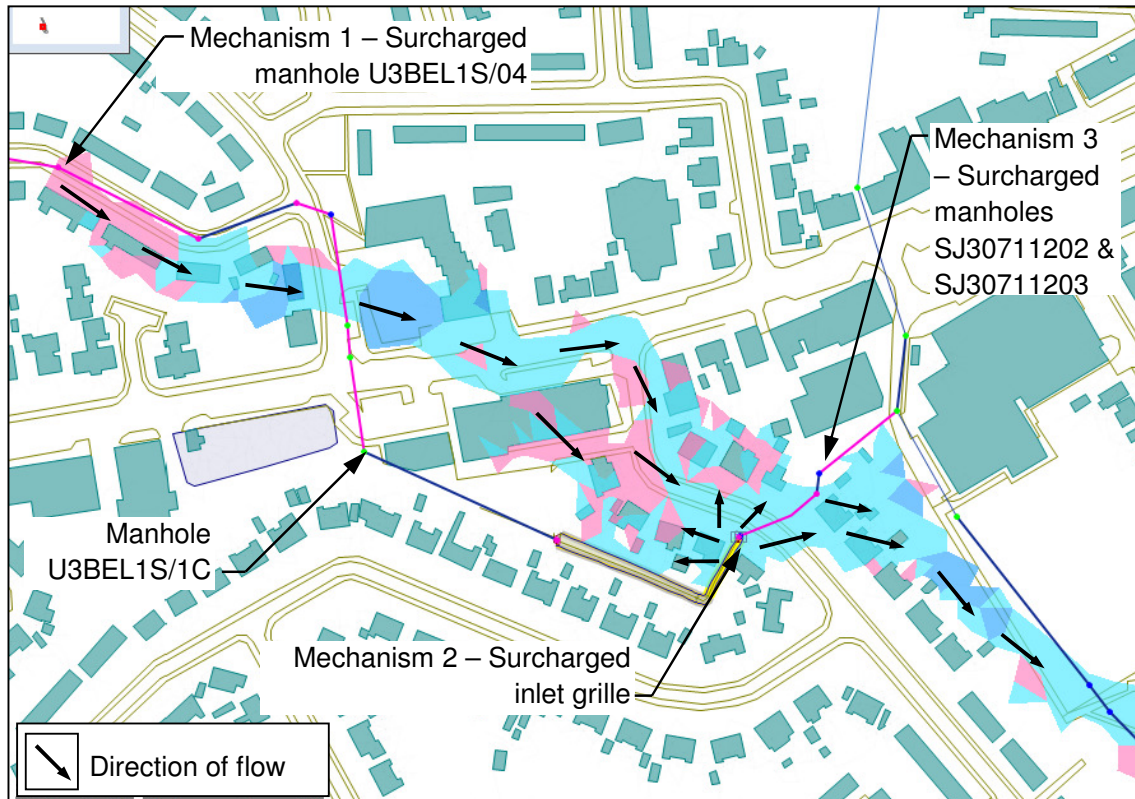 Mechanism 1 – Surcharged
manhole U3BEL1S/04
Mechanism 3
– Surcharged
manholes
SJ30711202 &
SJ30711203
Manhole
U3BEL1S/1C
Mechanism 2 – Surcharged
inlet grille
Direction of flow